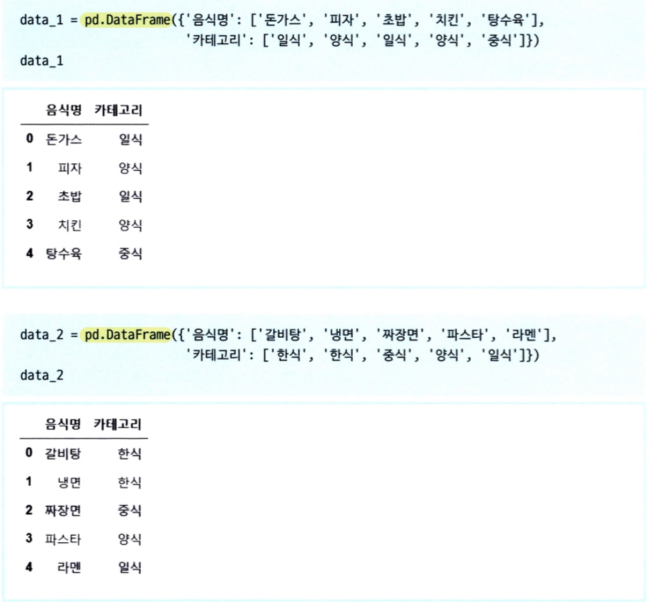 data_1 = pd.DataFrame({'음식명': ['돈가스', '피자', '초밥', '치킨', '탕수육'],
'카테고리': ['일식', '양식', '일식', '양식', '중식']})
data_1
음식명 카테고리
0 돈가스 일식
1 피자 양식
2 초밥 일식
3 치킨 양식
4 탕수육 중식
data_2 = pd.DataFrame({'음식명': ['갈비탕', '냉면', '짜장면', '파스타', '라멘'],
'카테고리': ['한식', '한식', '중식', '양식', '일식']})
data_2
음식명 카테고리
0 갈비탕 한식
1 냉면 한식
2 짜장면 중식
3 파스타 양식
4 라멘 일식